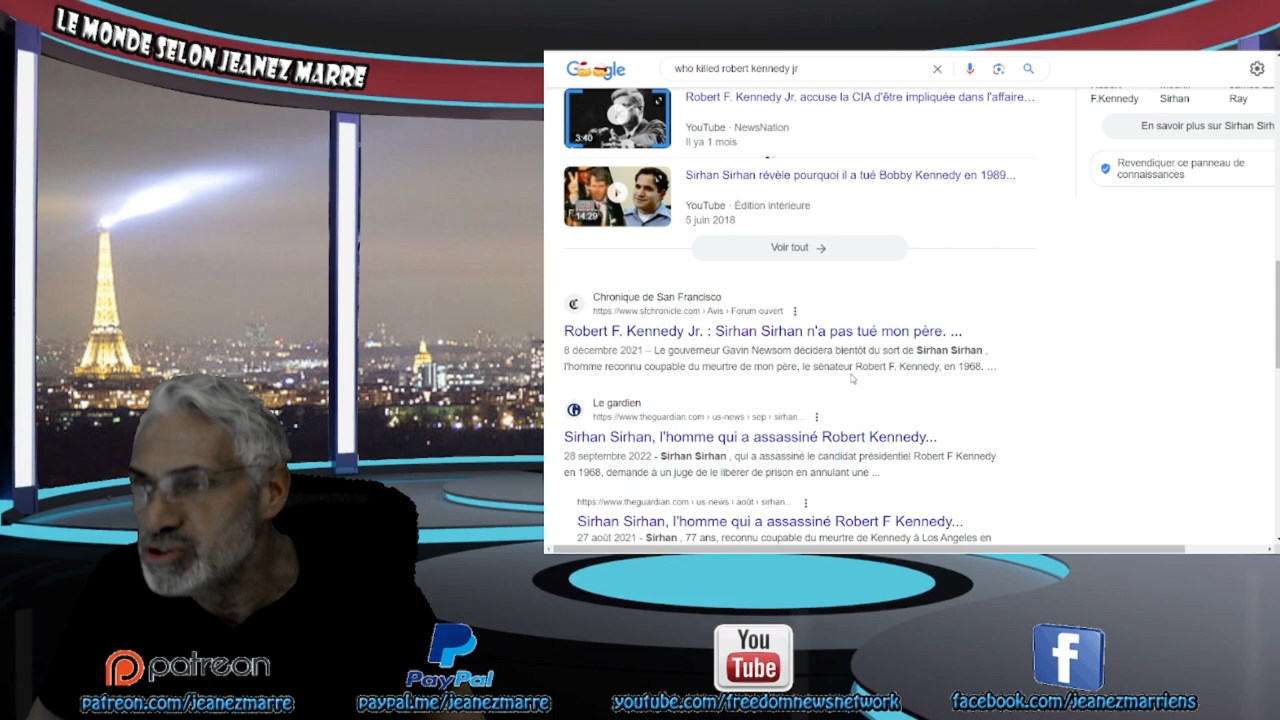 LE MONDE SELON JEANEZ MARRE
Google
who killed robert kennedy jr
Robert F. Kennedy Jr. accuse la CIA d'être impliquée dans l'affaire…
YouTube · NewsNation
Il ya 1 mois
3:40
Sirhan Sirhan révèle pourquoi il a tué Bobby Kennedy en 1989...
YouTube · Édition intérieure
5 juin 2018
14:29
Voir tout →
F.Kennedy Sirhan Ray
En savoir plus sur Sirhan Sirh
Revendiquer ce panneau de
connaissances
Chronique de San Francisco
https://www.sfchronicle.com › Avis › Forum ouvert
Robert F. Kennedy Jr. : Sirhan Sirhan n'a pas tué mon père. ...
8 décembre 2021 – Le gouverneur Gavin Newsom décidera bientôt du sort de Sirhan Sirhan ,
l'homme reconnu coupable du meurtre de mon père, le sénateur Robert F. Kennedy, en 1968. ...
Le gardien
https://www.theguardian.com › us-news › sep › sirhan...
Sirhan Sirhan, l'homme qui a assassiné Robert Kennedy...
28 septembre 2022 - Sirhan Sirhan , qui a assassiné le candidat présidentiel Robert F Kennedy
en 1968, demande à un juge de le libérer de prison en annulant une ...
https://www.theguardian.com › us-news › août › sirhan...
Sirhan Sirhan, l'homme qui a assassiné Robert F Kennedy...
27 août 2021 - Sirhan , 77 ans, reconnu coupable du meurtre de Kennedy à Los Angeles en
patreon
patreon.com/jeanezmarre
PayPal
paypal.me/jeanezmarre
You
Tube
youtube.com/freedomnewsnetwork
f
facebook.com/jeanezmarriens